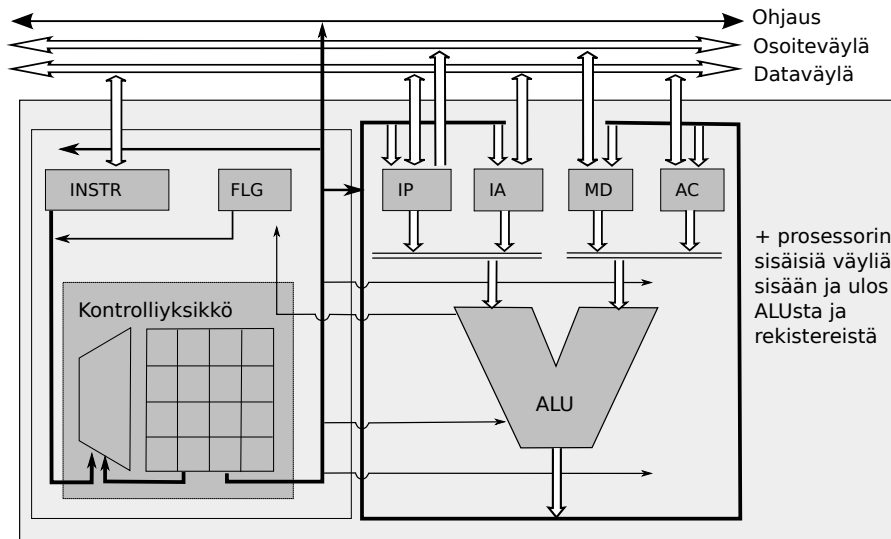 Ohjaus
Osoiteväylä
Dataväylä
INSTR
FLG
IP
IA
MD
AC
+ prosessorin
sisäisiä väyliä
sisään ja ulos
ALUsta ja
rekistereistä
Kontrolliyksikkö
ALU